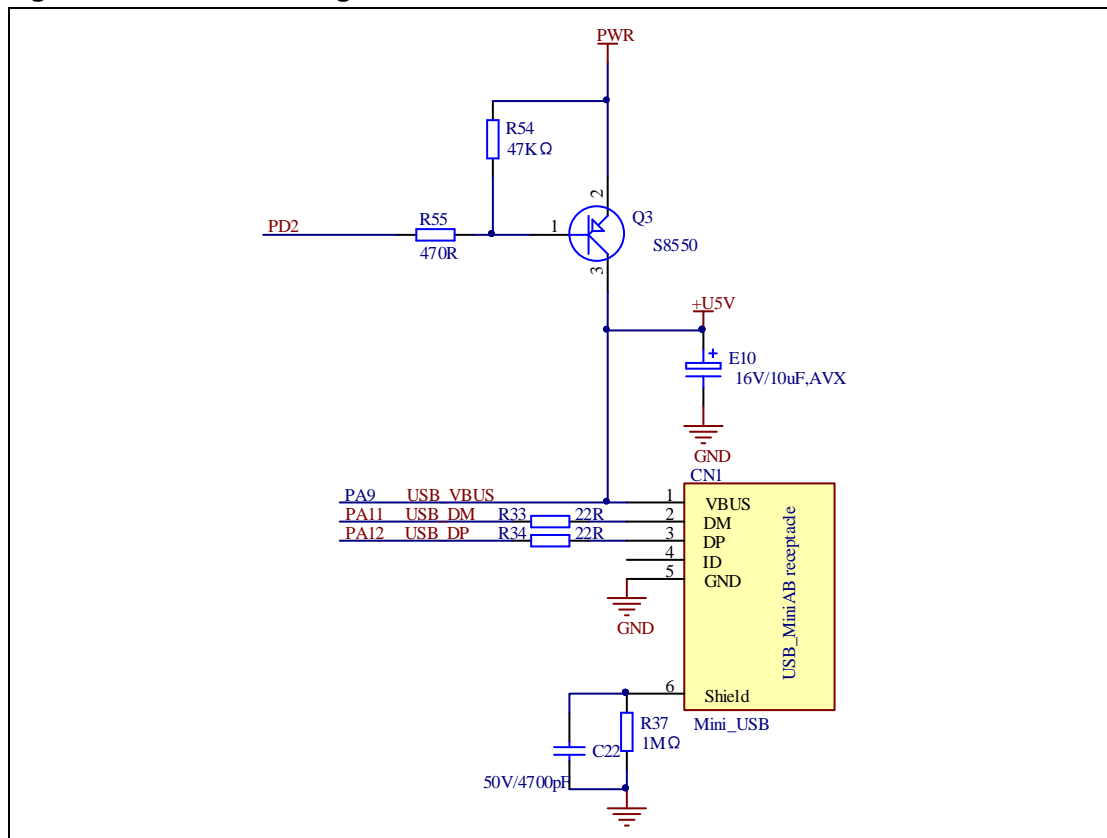 PWR
R54
47KΩ
2
Q3
PD2
R55
1
470R
S8550
3
+U5V
E10
16V/10uF,AVX
GND
CN1
PA9 USB_VBUS 1 VBUS
PA11 USB_DM R33 22R 2 DM
PA12 USB_DP R34 22R 3 DP
4 ID
5 GND
GND
USB_MiniAB receptacle
6 Shield
R37
Mini_USB
1MΩ
C22
50V/4700pF